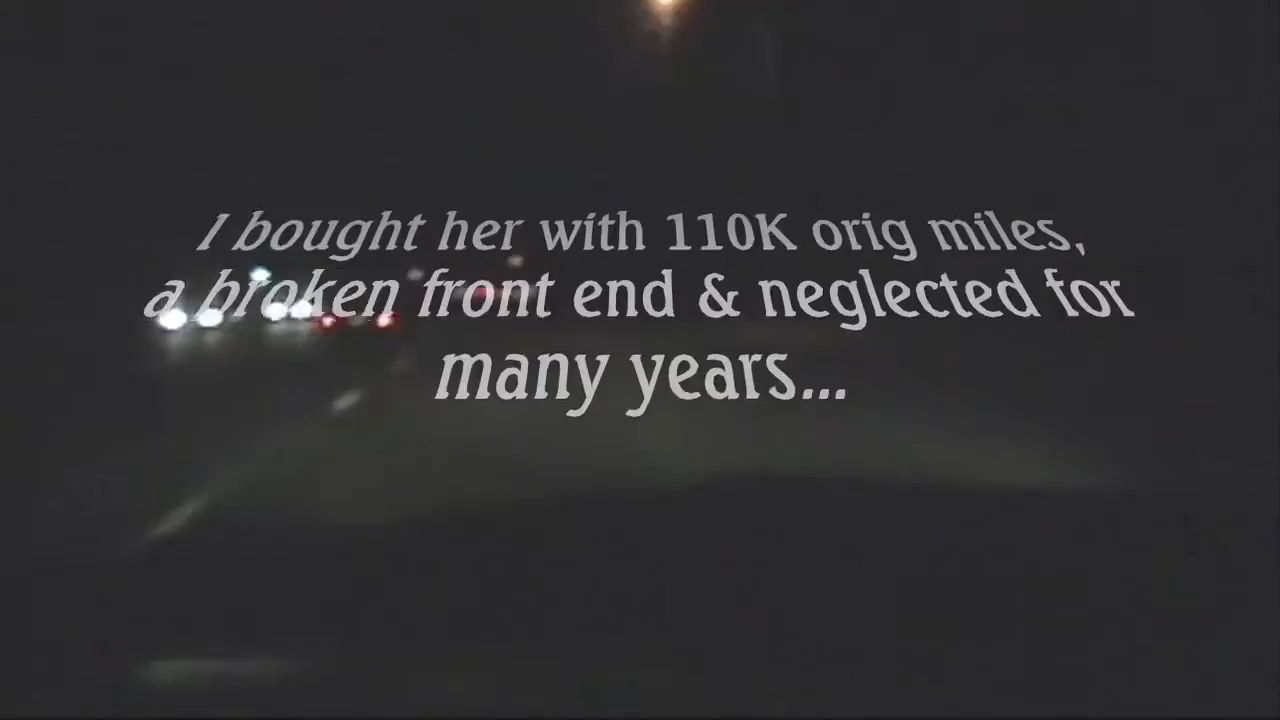 I bought her with 110K orig miles,
a broken front end & neglected for
many years...